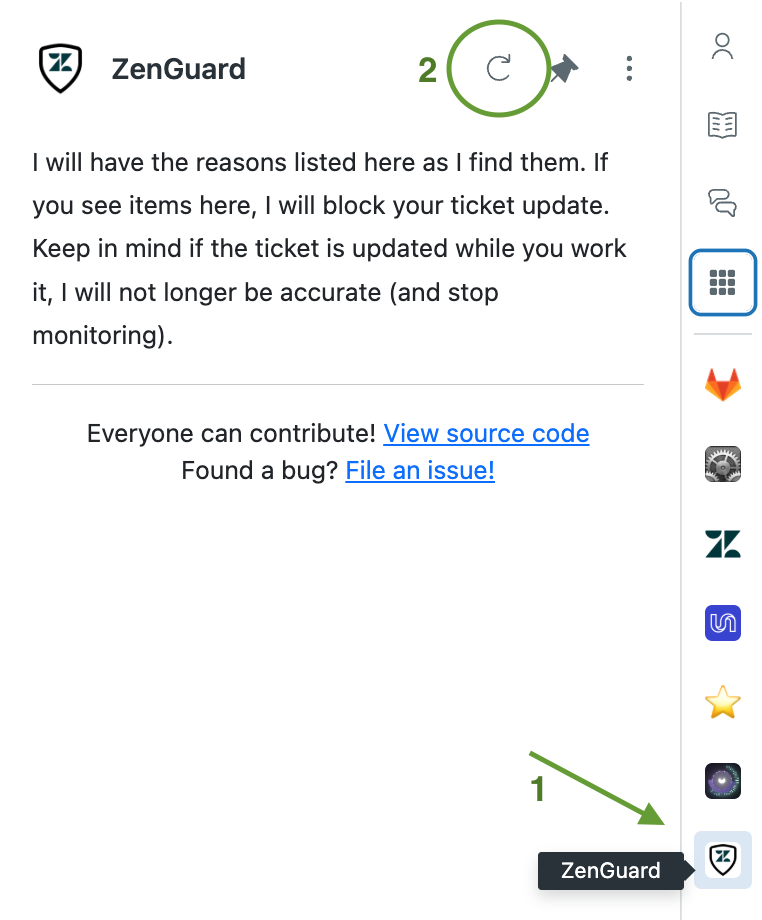 ZenGuard
2
I will have the reasons listed here as I find them. If
you see items here, I will block your ticket update.
Keep in mind if the ticket is updated while you work
it, I will not longer be accurate (and stop
monitoring).
Everyone can contribute! View source code
Found a bug? File an issue!
1
ZenGuard